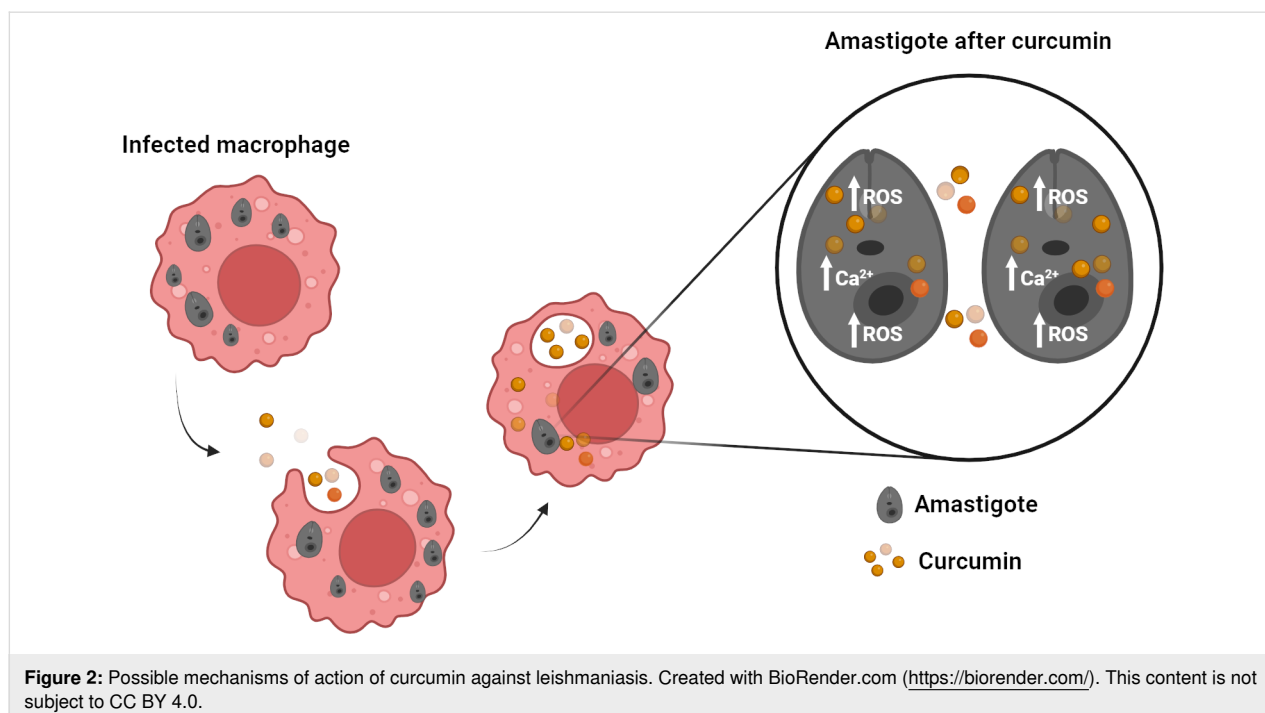 Amastigote after curcumin
Infected macrophage
ROS
Ca2+
ROS
ROS
Ca2+
ROS
Amastigote
Curcumin
Figure 2: Possible mechanisms of action of curcumin against leishmaniasis. Created with BioRender.com (https://biorender.com/). This content is not
subject to CC BY 4.0.